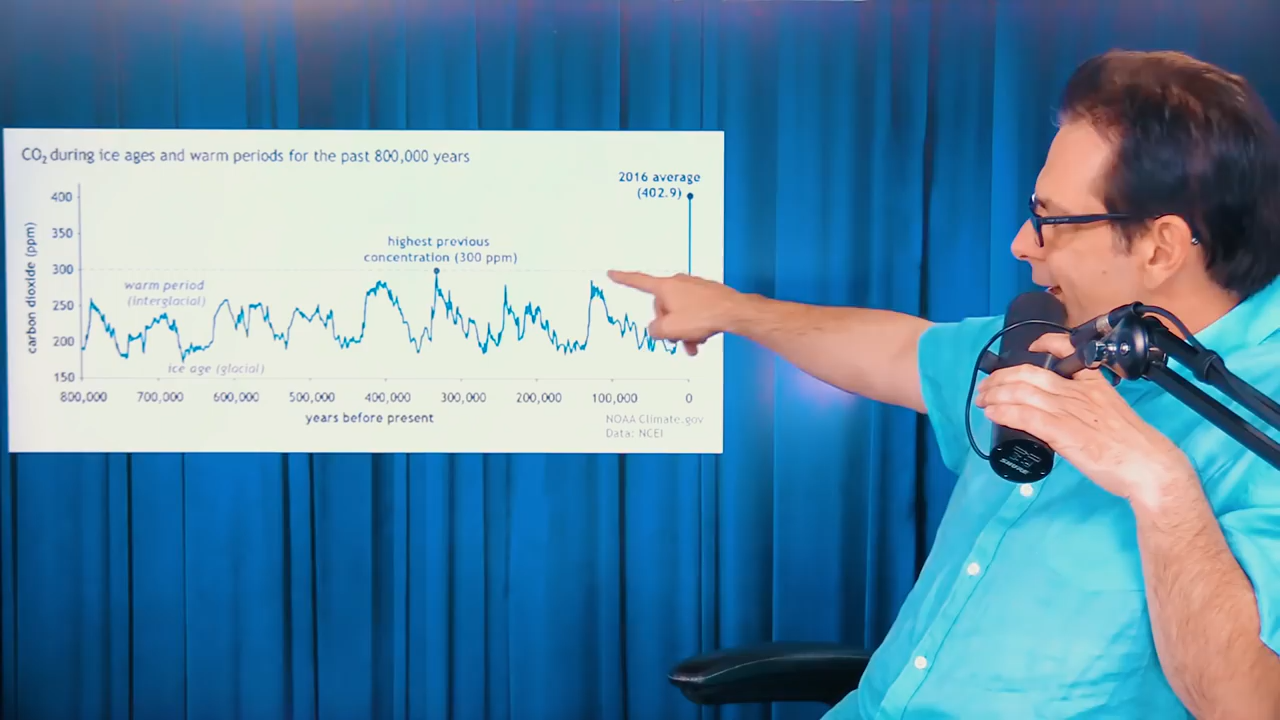 CO₂ during ice ages and warm periods for the past 800,000 years
2016 average
(402.9)
400
350
300
250
200
150
carbon dioxide (ppm)
highest previous
concentration (300 ppm)
warm period
(interglacial)
ice age (glacial)
800,000 700,000 600,000 500,000 400,000 300,000 200,000 100,000 0
years before present
NOAA Climate.gov
Data: NCEI
SHURE